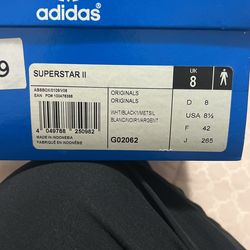 adidas
9
SUPERSTAR II
UK
8
ORIGINALS
ORIGINALS
D 8
USA 8½
F 42
J 265
WHT/BLACK1/METSIL
BLANC/NOIR1/ARGENT
4 049788 250982
G02062
MADE IN INDONESIA
FABRIQUÉ EN INDONÉSIE